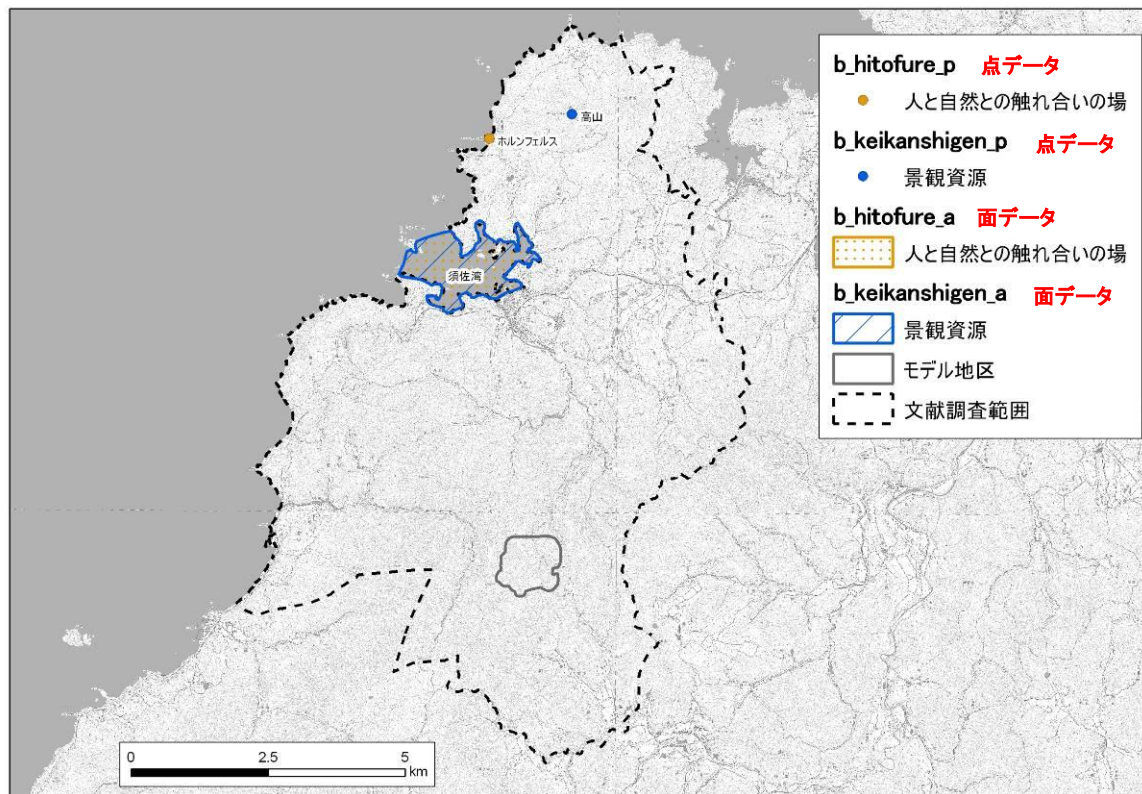 b_hitofure_p 点データ
人と自然との触れ合いの場
b_keikanshigen_p 点データ
景観資源
b_hitofure_a 面データ
人と自然との触れ合いの場
b_keikanshigen_a 面データ
景観資源
モデル地区
文献調査範囲
高山
ホルンフェルス
須佐湾
0 2.5 5
km